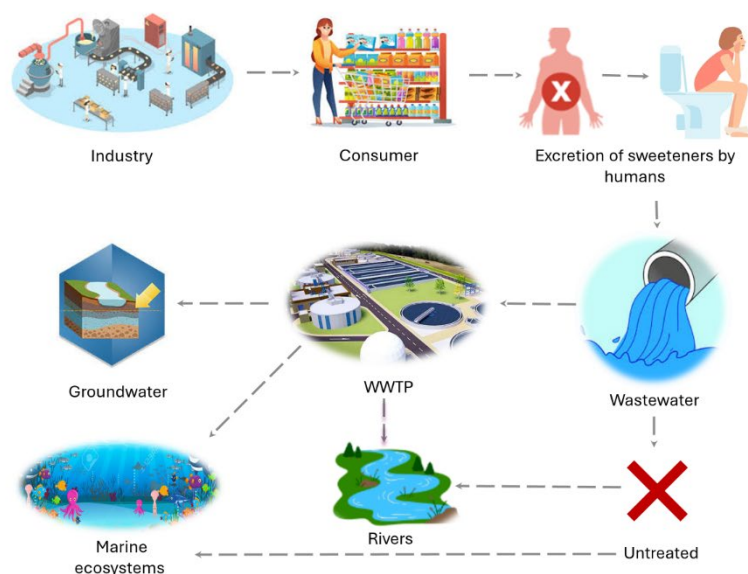 Industry
Consumer
Excretion of sweeteners by
humans
Groundwater
WWTP
Wastewater
Marine
ecosystems
Rivers
Untreated